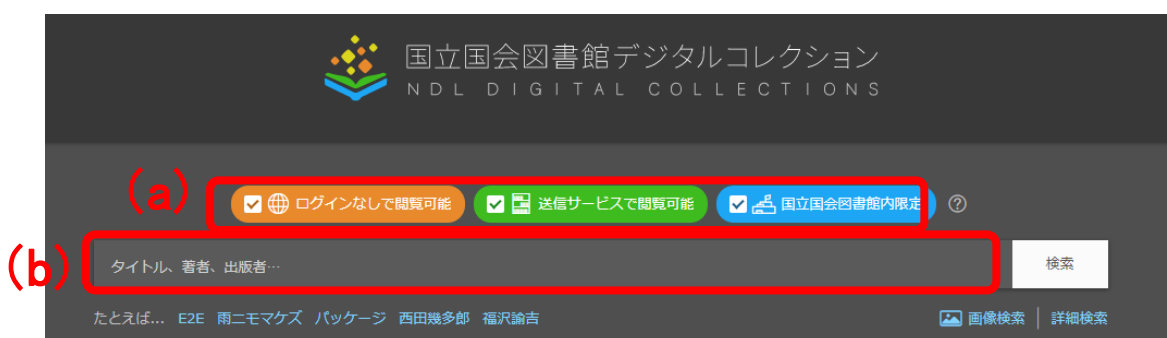 国立国会図書館デジタルコレクション
NDL DIGITAL COLLECTIONS
(a)
ログインなしで閲覧可能 送信サービスで閲覧可能 国立国会図書館内限定 ?
(b) タイトル、著者、出版者… 検索
たとえば... E2E 雨ニモマケズ パッケージ 西田幾多郎 福沢諭吉 画像検索 | 詳細検索